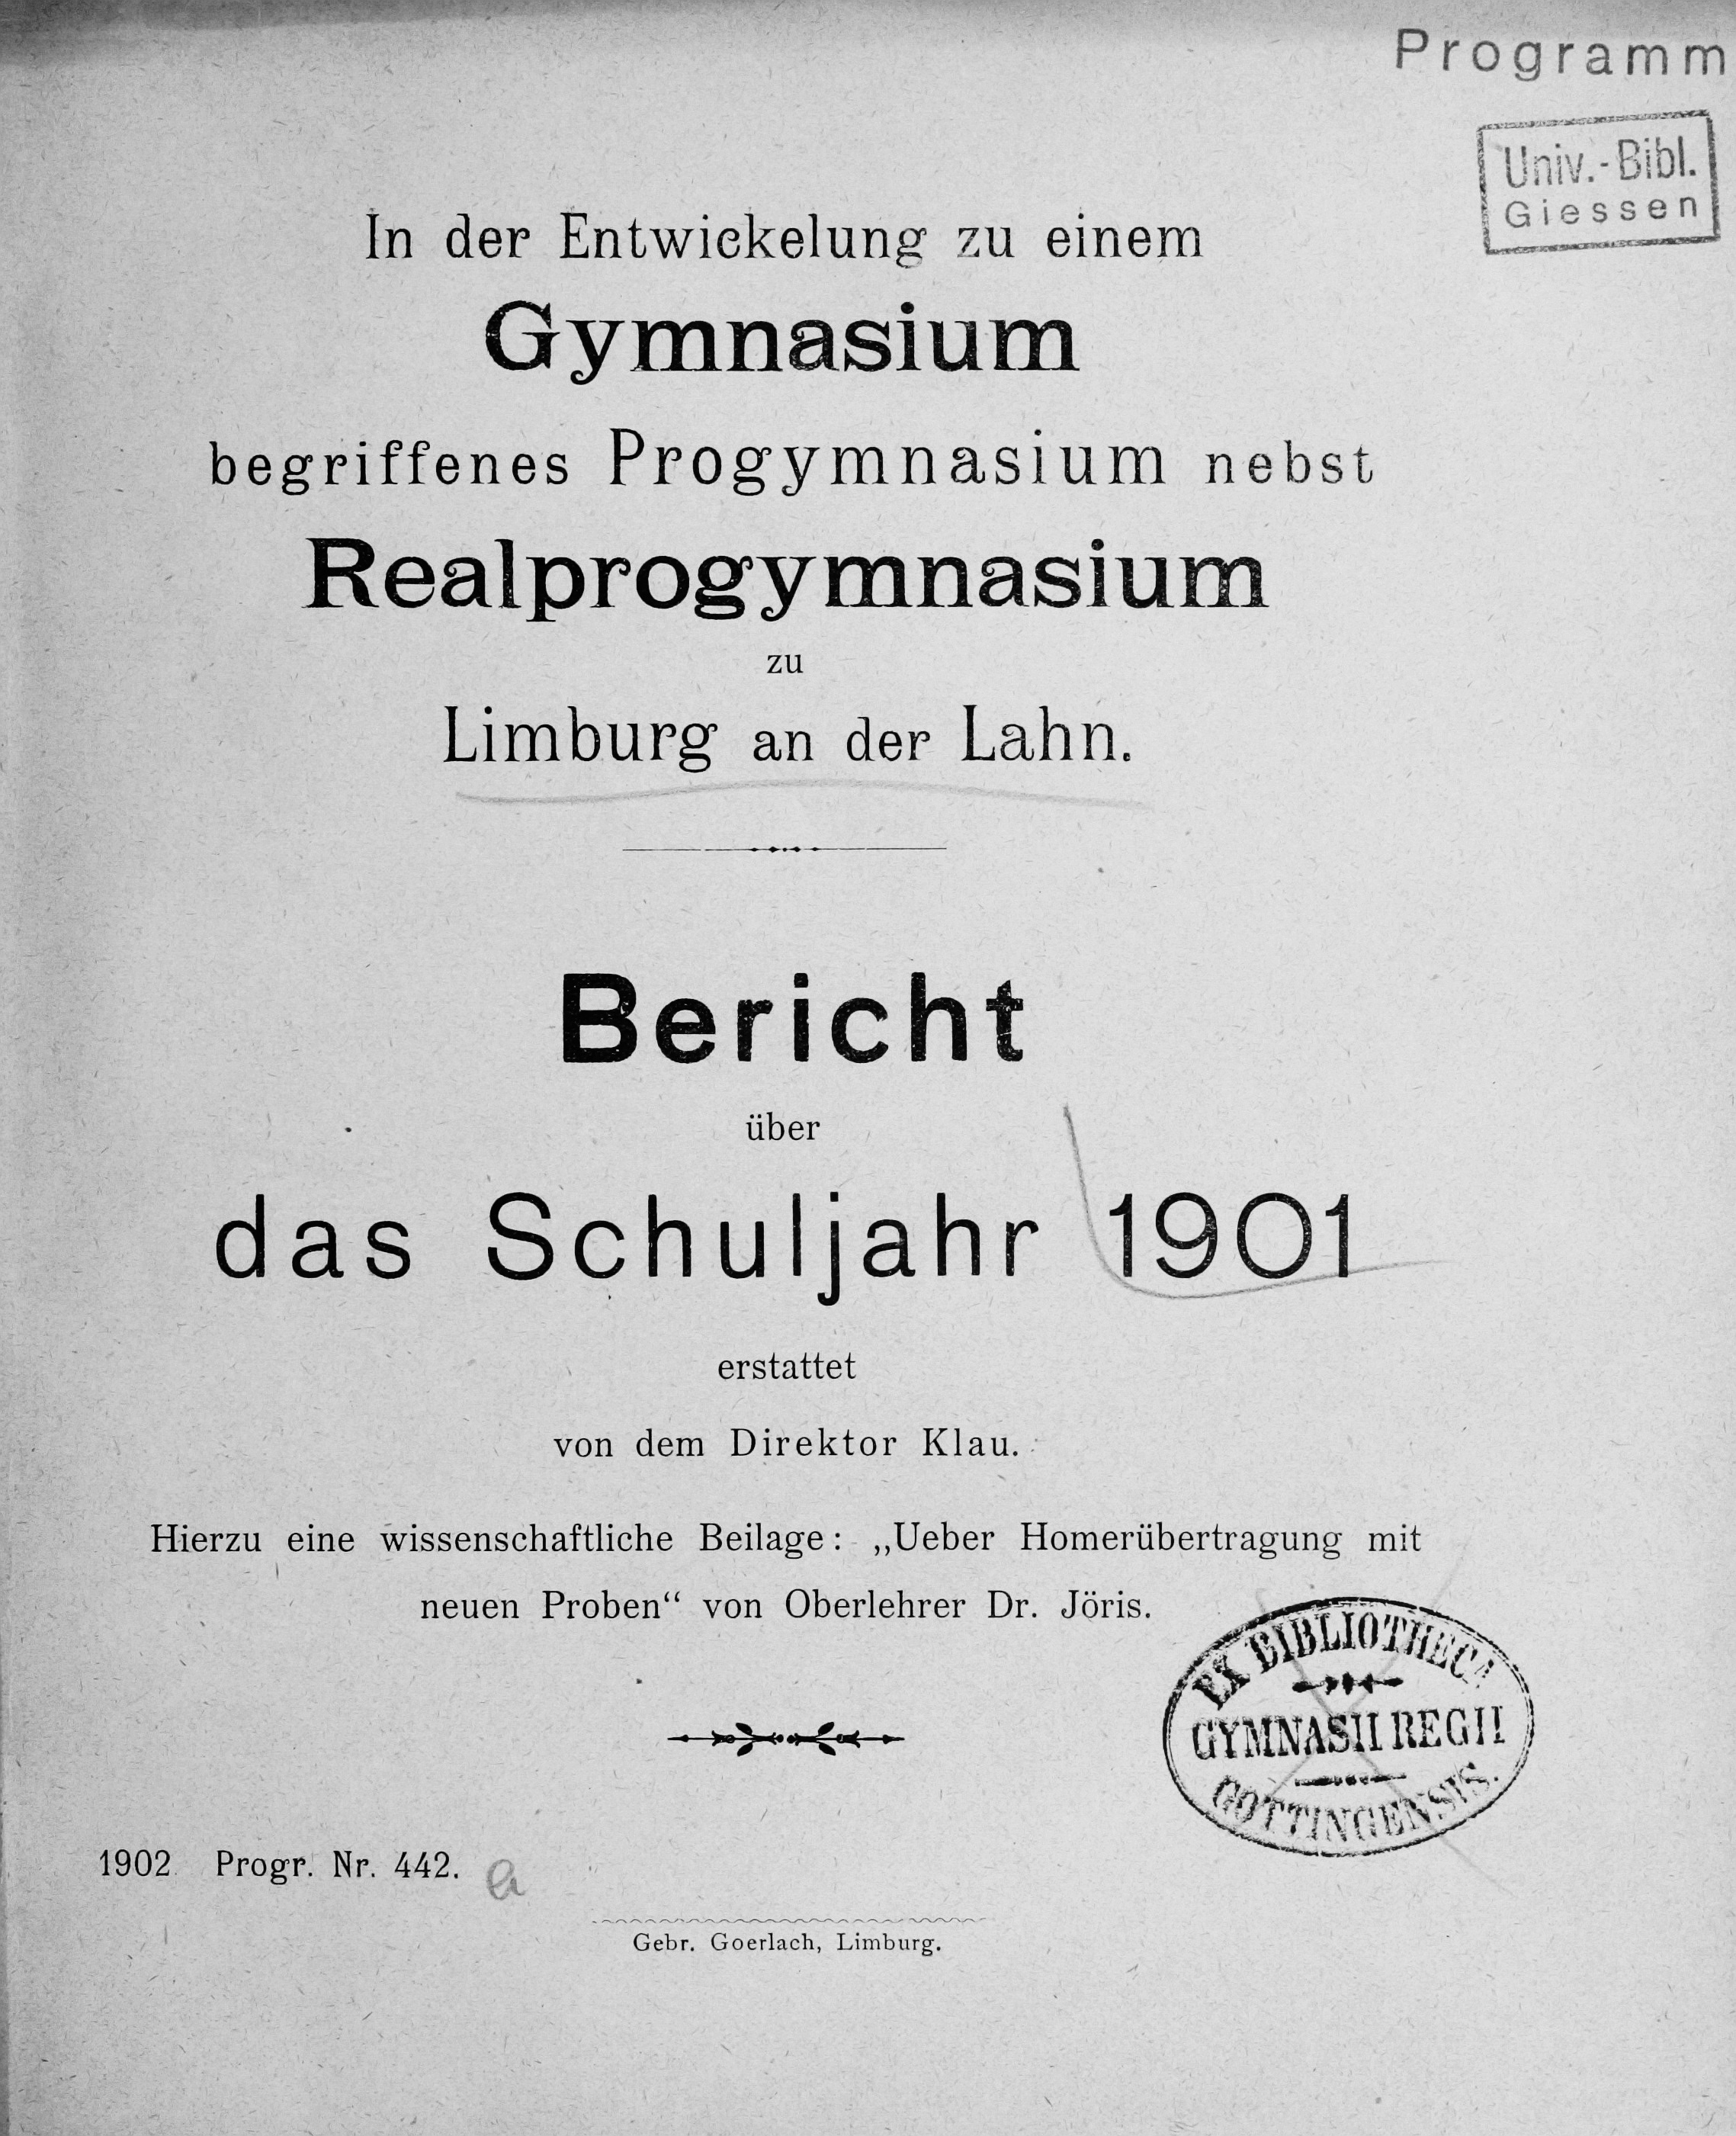 Programm
Univ.-Bibl.
Giessen
In der Entwickelung zu einem
Gymnasium
begriffenes Progymnasium nebst
Realprogymnasium
zu
Limburg an der Lahn.
Bericht
über
das Schuljahr 1901
erstattet
von dem Direktor Klau.
Hierzu eine wissenschaftliche Beilage: „Ueber Homerübertragung mit
neuen Proben“ von Oberlehrer Dr. Jöris.
EX BIBLIOTHECA
GYMNASII REGII
GOTTINGENSIS.
1902 Progr. Nr. 442.
Gebr. Goerlach, Limburg.